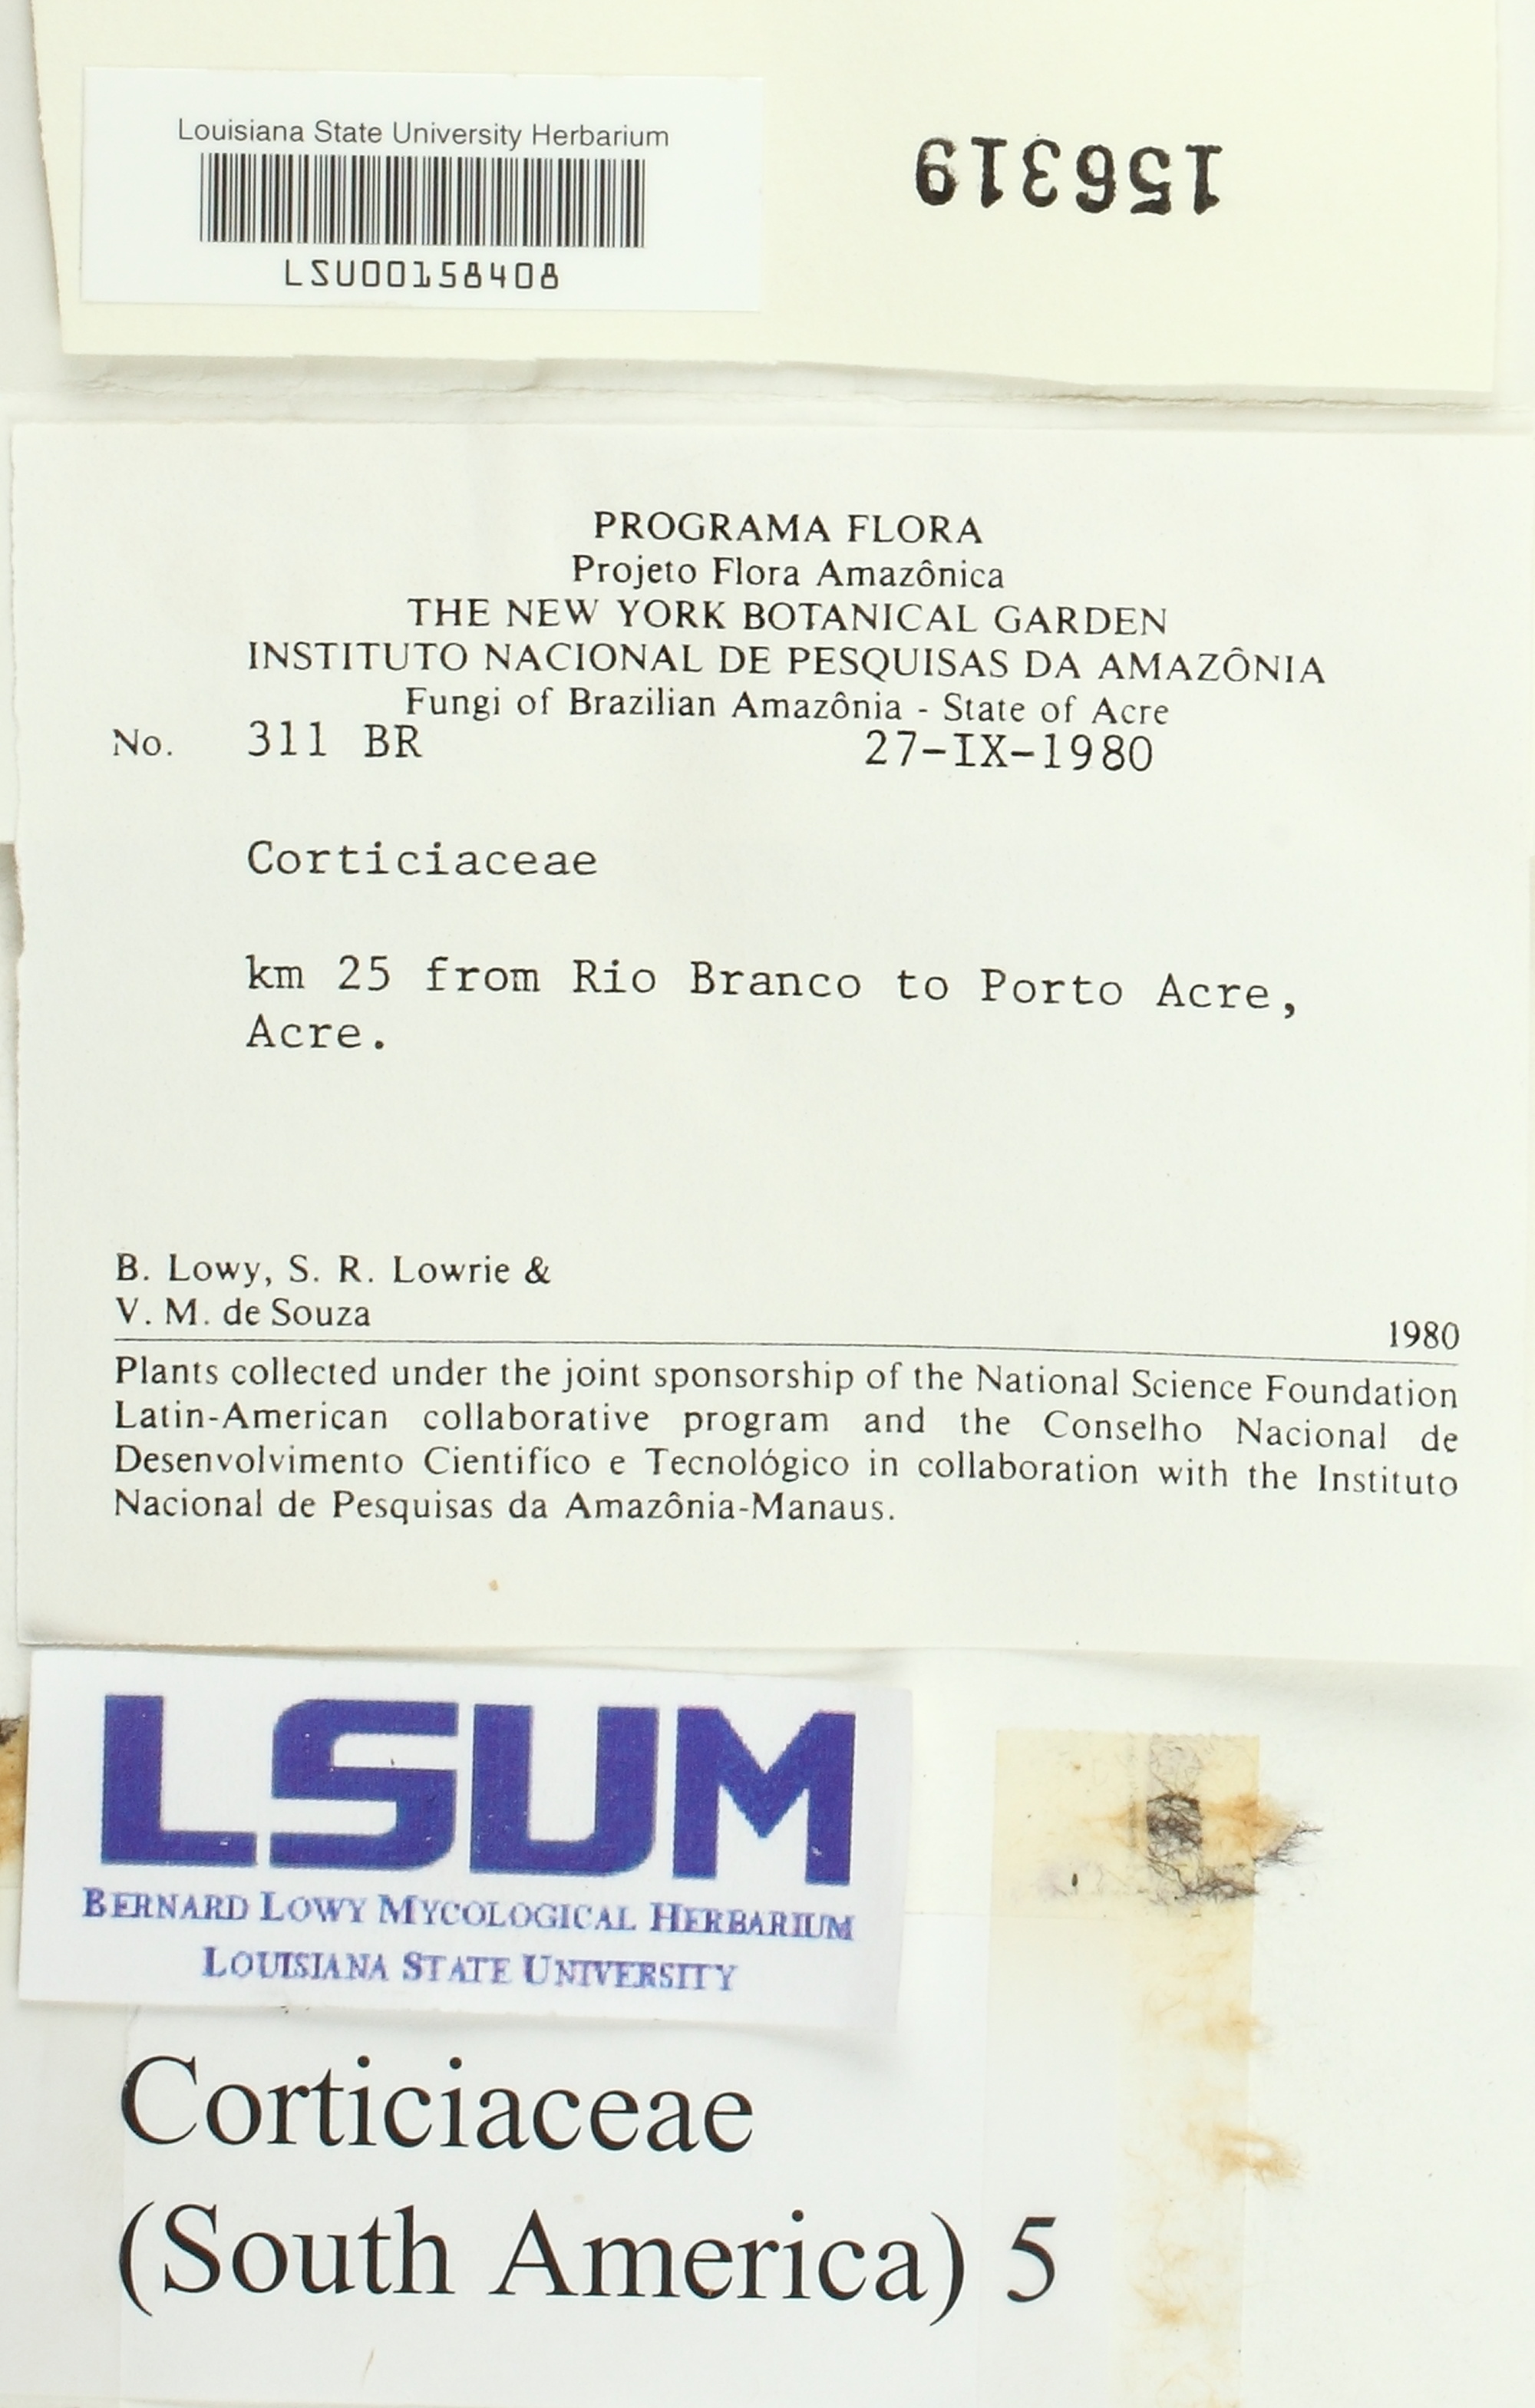 Louisiana State University Herbarium
LSU00158408
156319
PROGRAMA FLORA
Projeto Flora Amazônica
THE NEW YORK BOTANICAL GARDEN
INSTITUTO NACIONAL DE PESQUISAS DA AMAZÔNIA
Fungi of Brazilian Amazônia - State of Acre
No. 311 BR 27-IX-1980
Corticiaceae
km 25 from Rio Branco to Porto Acre,
Acre.
B. Lowy, S. R. Lowrie &
V. M. de Souza
1980
Plants collected under the joint sponsorship of the National Science Foundation
Latin-American collaborative program and the Conselho Nacional de
Desenvolvimento Cientifíco e Tecnológico in collaboration with the Instituto
Nacional de Pesquisas da Amazônia-Manaus.
LSUM
BERNARD LOWY MYCOLOGICAL HERBARIUM
LOUISIANA STATE UNIVERSITY
Corticiaceae
(South America) 5